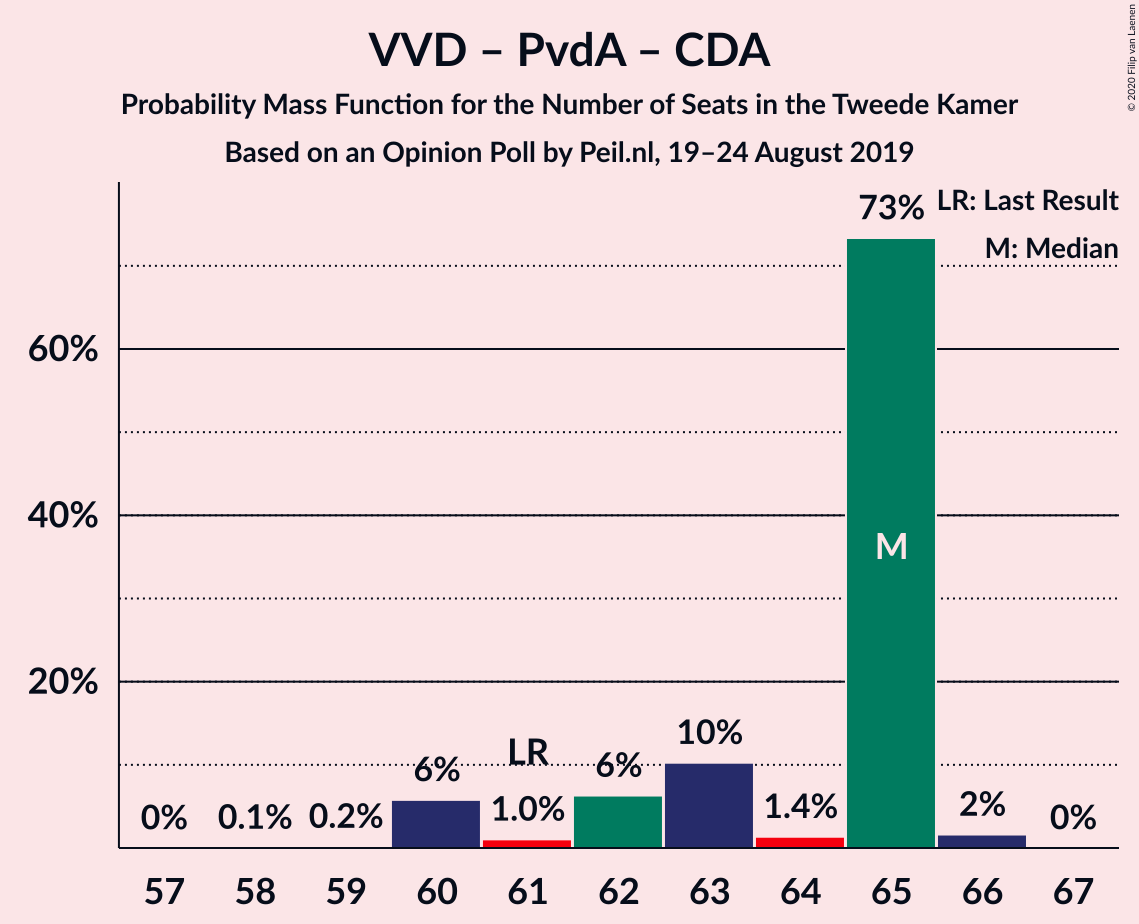 VVD – PvdA – CDA
Probability Mass Function for the Number of Seats in the Tweede Kamer
Based on an Opinion Poll by Peil.nl, 19–24 August 2019
© 2020 Filip van Laenen
LR: Last Result
M: Median
60%
40%
20%
0%
0.1%
0.2%
6%
1.0%
LR
6%
10%
1.4%
73%
M
2%
0%
57 58 59 60 61 62 63 64 65 66 67